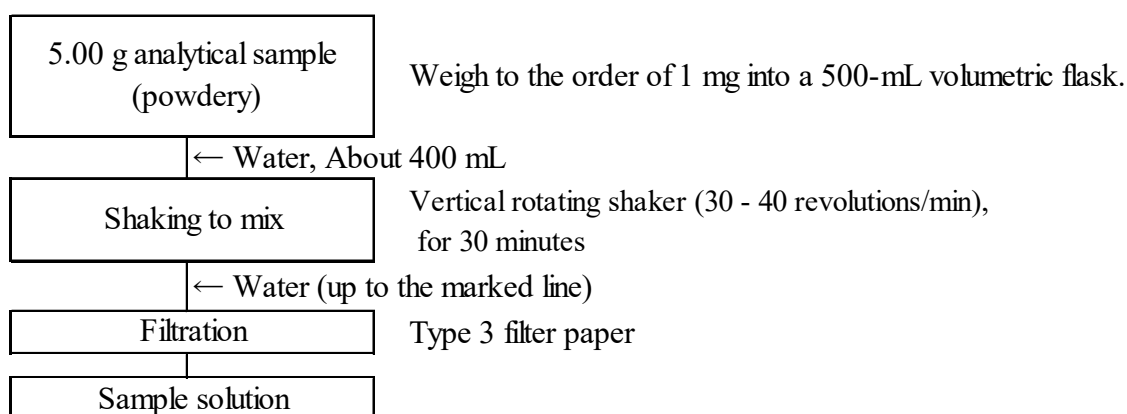 5.00 g analytical sample
(powdery)
Weigh to the order of 1 mg into a 500-mL volumetric flask.
← Water, About 400 mL
Shaking to mix
Vertical rotating shaker (30 - 40 revolutions/min),
for 30 minutes
← Water (up to the marked line)
Filtration
Type 3 filter paper
Sample solution